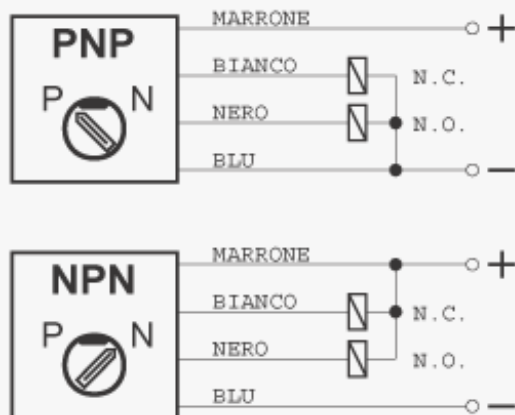 PNP
P N
MARRONE +
BIANCO N.C.
NERO N.O.
BLU −
NPN
P N
MARRONE +
BIANCO N.C.
NERO N.O.
BLU −